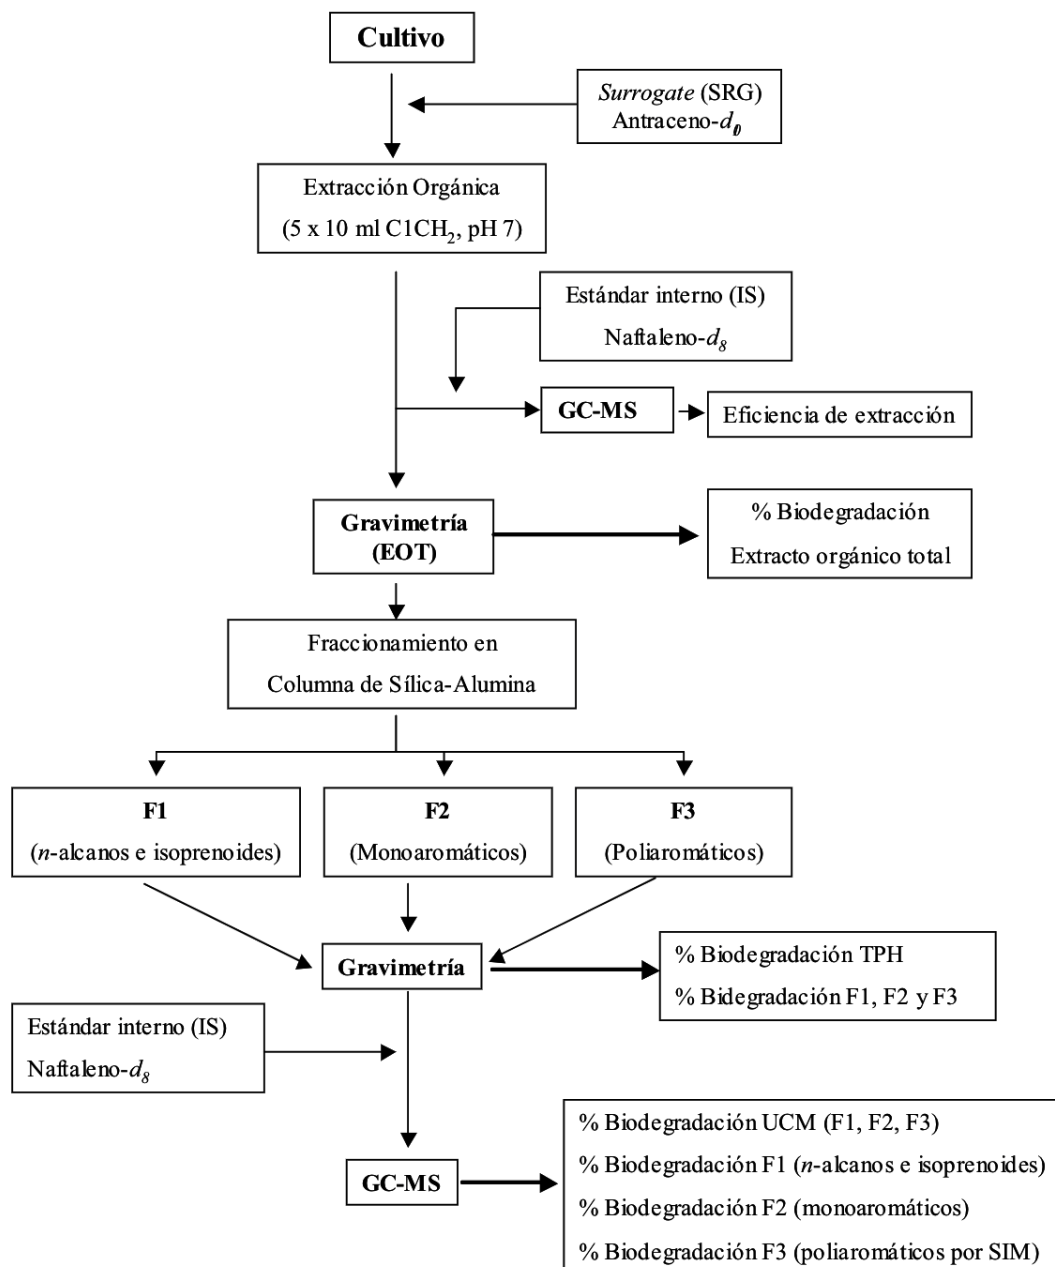 Cultivo
Surrogate (SRG)
Antraceno-d0
Extracción Orgánica
(5 x 10 ml C1CH2, pH 7)
Estándar interno (IS)
Naftaleno-d8
GC-MS
Eficiencia de extracción
Gravimetría
(EOT)
% Biodegradación
Extracto orgánico total
Fraccionamiento en
Columna de Sílica-Alumina
F1
(n-alcanos e isoprenoides)
F2
(Monoaromáticos)
F3
(Poliaromáticos)
Gravimetría
% Biodegradación TPH
% Bidegradación F1, F2 y F3
Estándar interno (IS)
Naftaleno-d8
GC-MS
% Biodegradación UCM (F1, F2, F3)
% Biodegradación F1 (n-alcanos e isoprenoides)
% Biodegradación F2 (monoaromáticos)
% Biodegradación F3 (poliaromáticos por SIM)